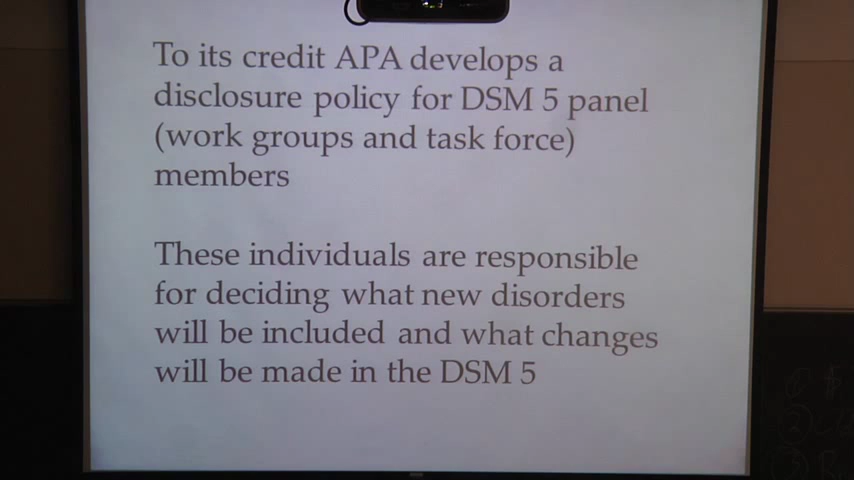 To its credit APA develops a
disclosure policy for DSM 5 panel
(work groups and task force)
members
These individuals are responsible
for deciding what new disorders
will be included and what changes
will be made in the DSM 5